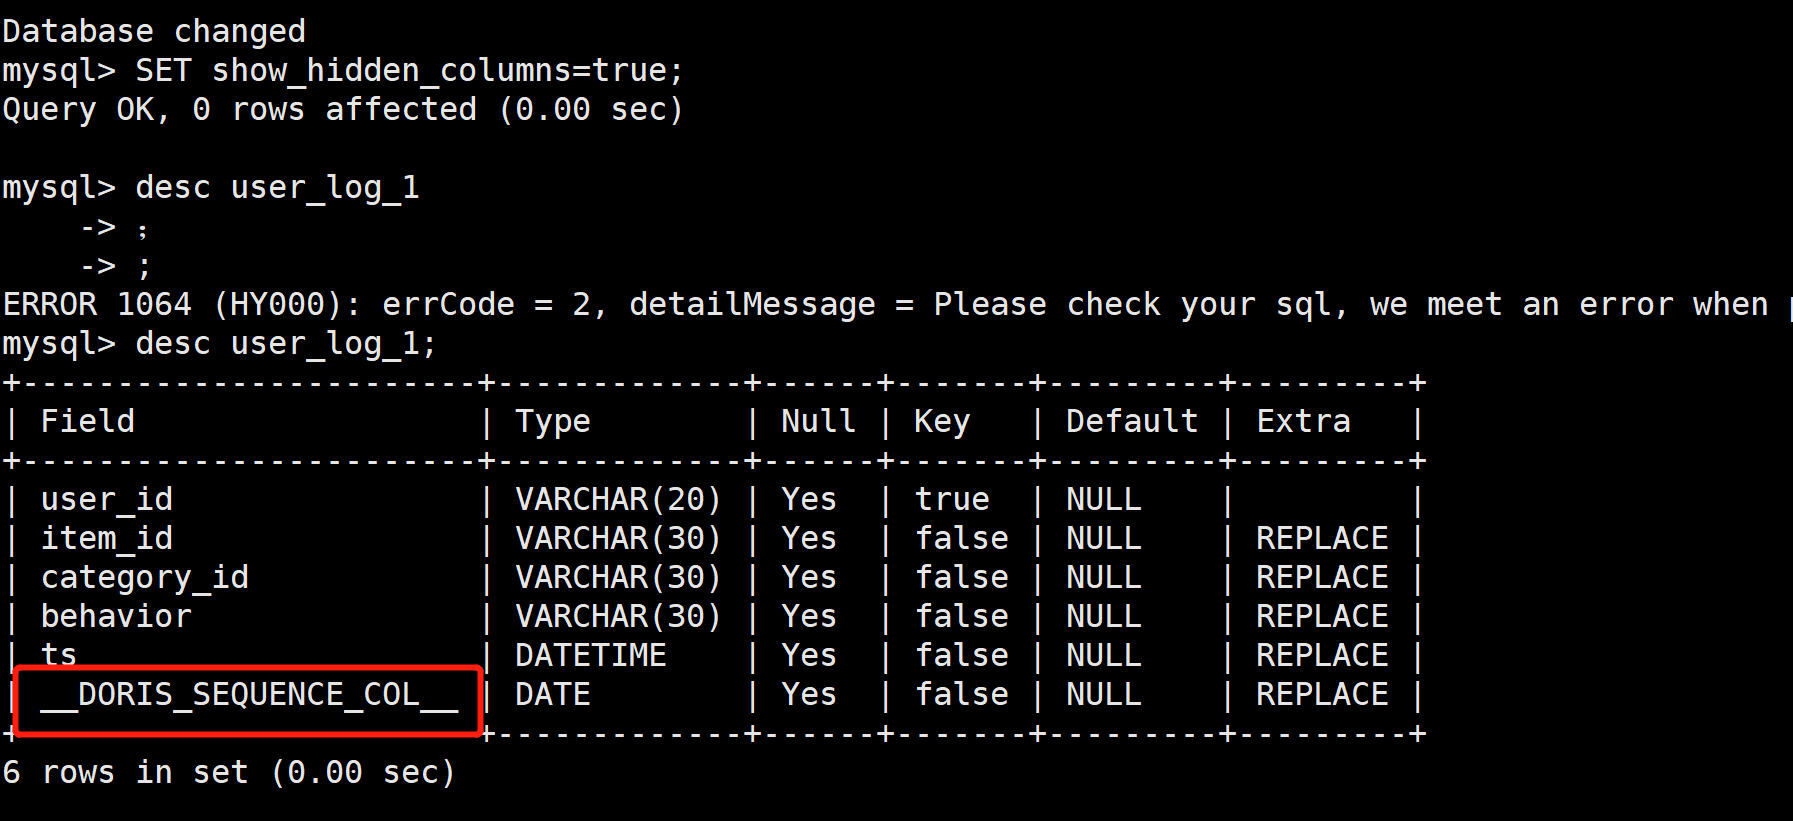 Database changed
mysql> SET show_hidden_columns=true;
Query OK, 0 rows affected (0.00 sec)
mysql> desc user_log_1
    -> ；
    -> ;
ERROR 1064 (HY000): errCode = 2, detailMessage = Please check your sql, we meet an error when
mysql> desc user_log_1;
+------------------------+-------------+------+-------+---------+---------+
| Field                  | Type        | Null | Key   | Default | Extra   |
+------------------------+-------------+------+-------+---------+---------+
| user_id                | VARCHAR(20) | Yes  | true  | NULL    |         |
| item_id                | VARCHAR(30) | Yes  | false | NULL    | REPLACE |
| category_id            | VARCHAR(30) | Yes  | false | NULL    | REPLACE |
| behavior               | VARCHAR(30) | Yes  | false | NULL    | REPLACE |
| ts                     | DATETIME    | Yes  | false | NULL    | REPLACE |
| __DORIS_SEQUENCE_COL__ | DATE        | Yes  | false | NULL    | REPLACE |
+------------------------+-------------+------+-------+---------+---------+
6 rows in set (0.00 sec)